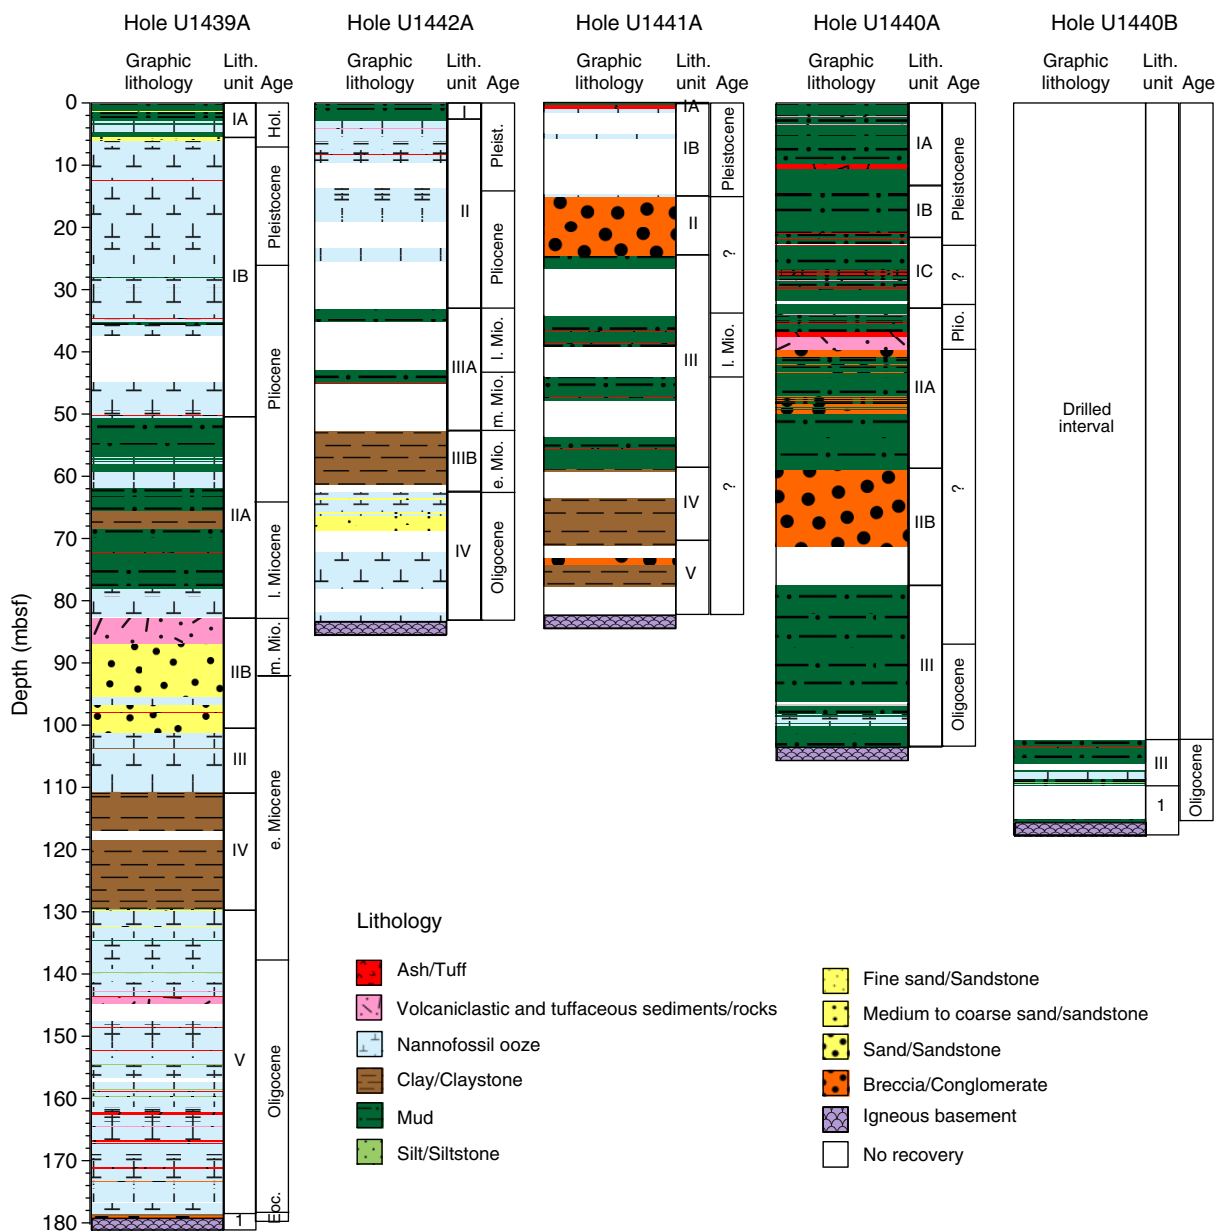 Hole U1439A
Hole U1442A
Hole U1441A
Hole U1440A
Hole U1440B
Graphic lithology
Lith. unit
Age
Graphic lithology
Lith. unit
Age
Graphic lithology
Lith. unit
Age
Graphic lithology
Lith. unit
Age
Graphic lithology
Lith. unit
Age
Depth (mbsf)
0
10
20
30
40
50
60
70
80
90
100
110
120
130
140
150
160
170
180
IA
IB
IIA
IIB
III
IV
V
1
Hol.
Pleistocene
Pliocene
l. Miocene
m. Mio.
e. Miocene
Oligocene
Eoc.
I
II
IIIA
IIIB
IV
Pleist.
Pliocene
l. Mio.
m. Mio.
e. Mio.
Oligocene
IA
IB
II
III
IV
V
Pleistocene
?
l. Mio.
?
IA
IB
IC
IIA
IIB
III
Pleistocene
?
Plio.
?
Oligocene
Drilled
interval
III
1
Oligocene
Lithology
Ash/Tuff
Volcaniclastic and tuffaceous sediments/rocks
Nannofossil ooze
Clay/Claystone
Mud
Silt/Siltstone
Fine sand/Sandstone
Medium to coarse sand/sandstone
Sand/Sandstone
Breccia/Conglomerate
Igneous basement
No recovery